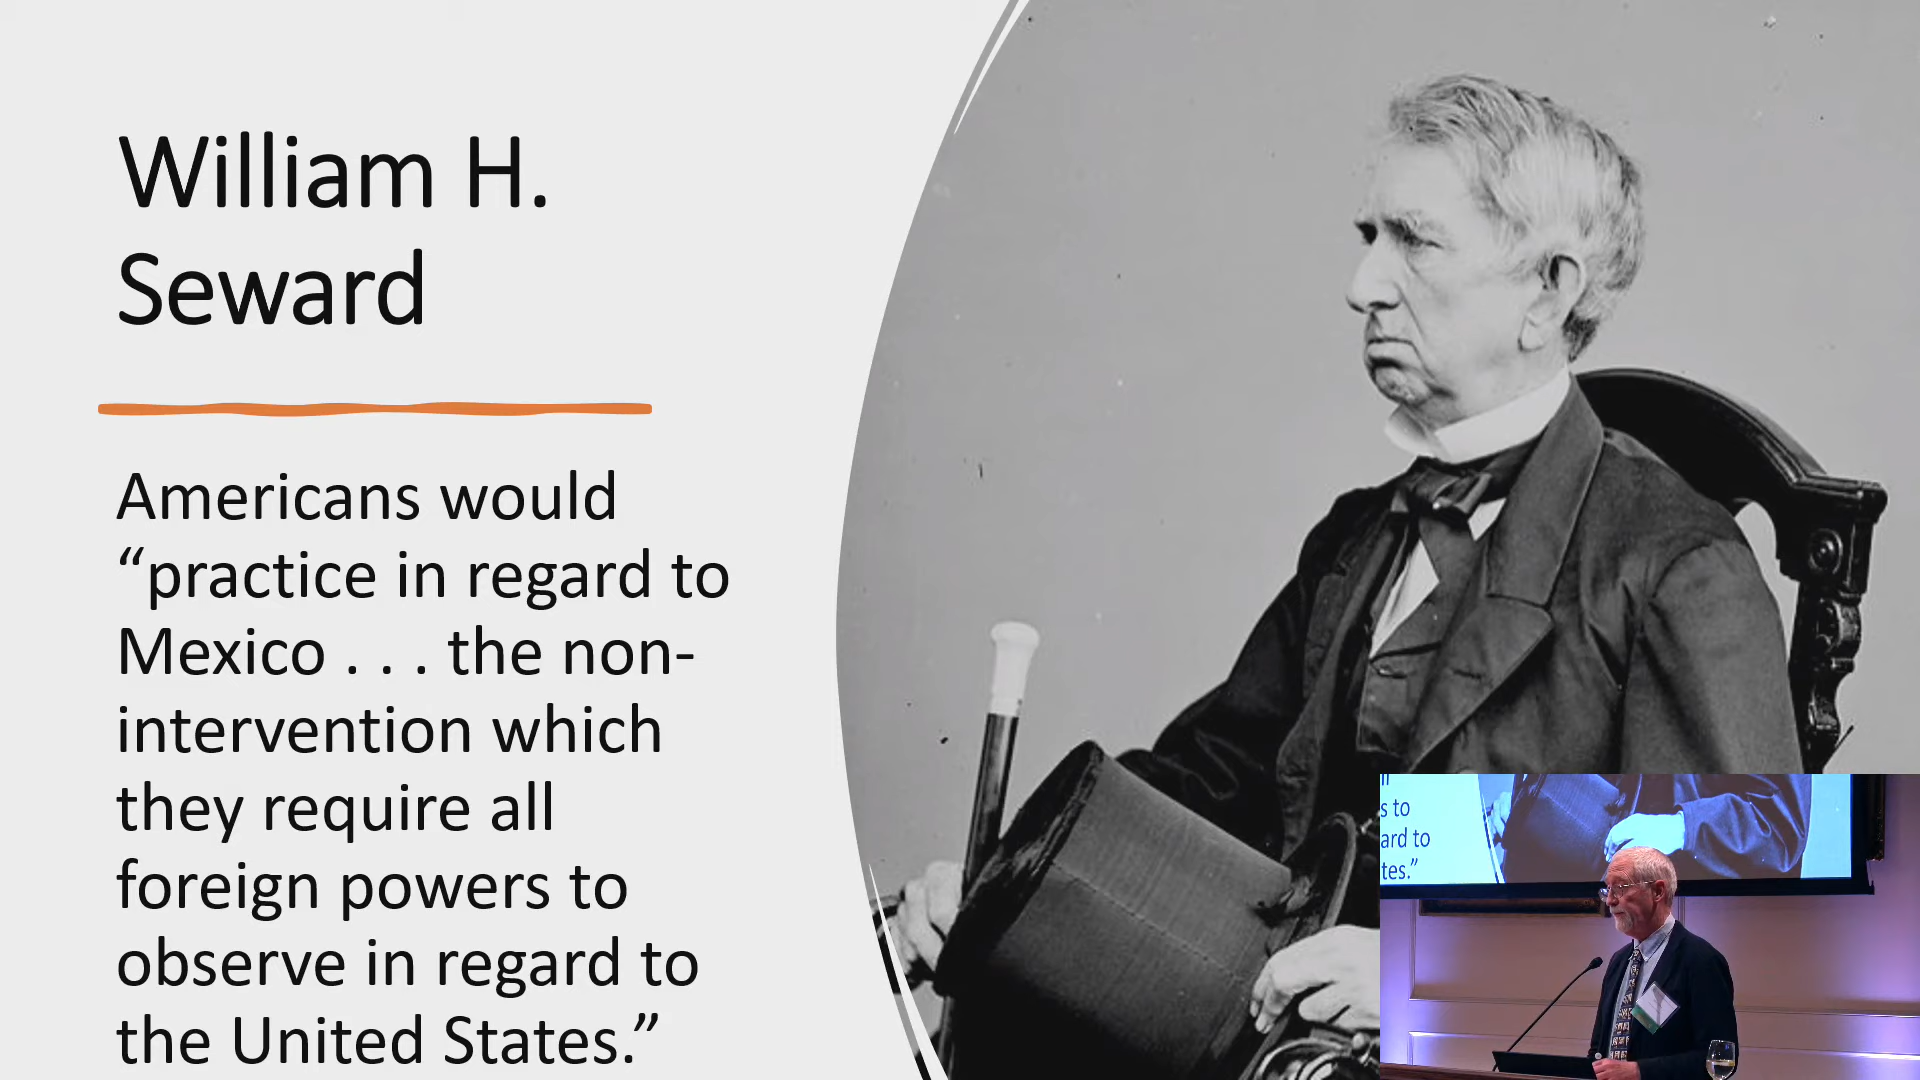 William H.
Seward
Americans would
“practice in regard to
Mexico . . . the non-
intervention which
they require all
foreign powers to
observe in regard to
the United States.”
s to
ard to
tes.”